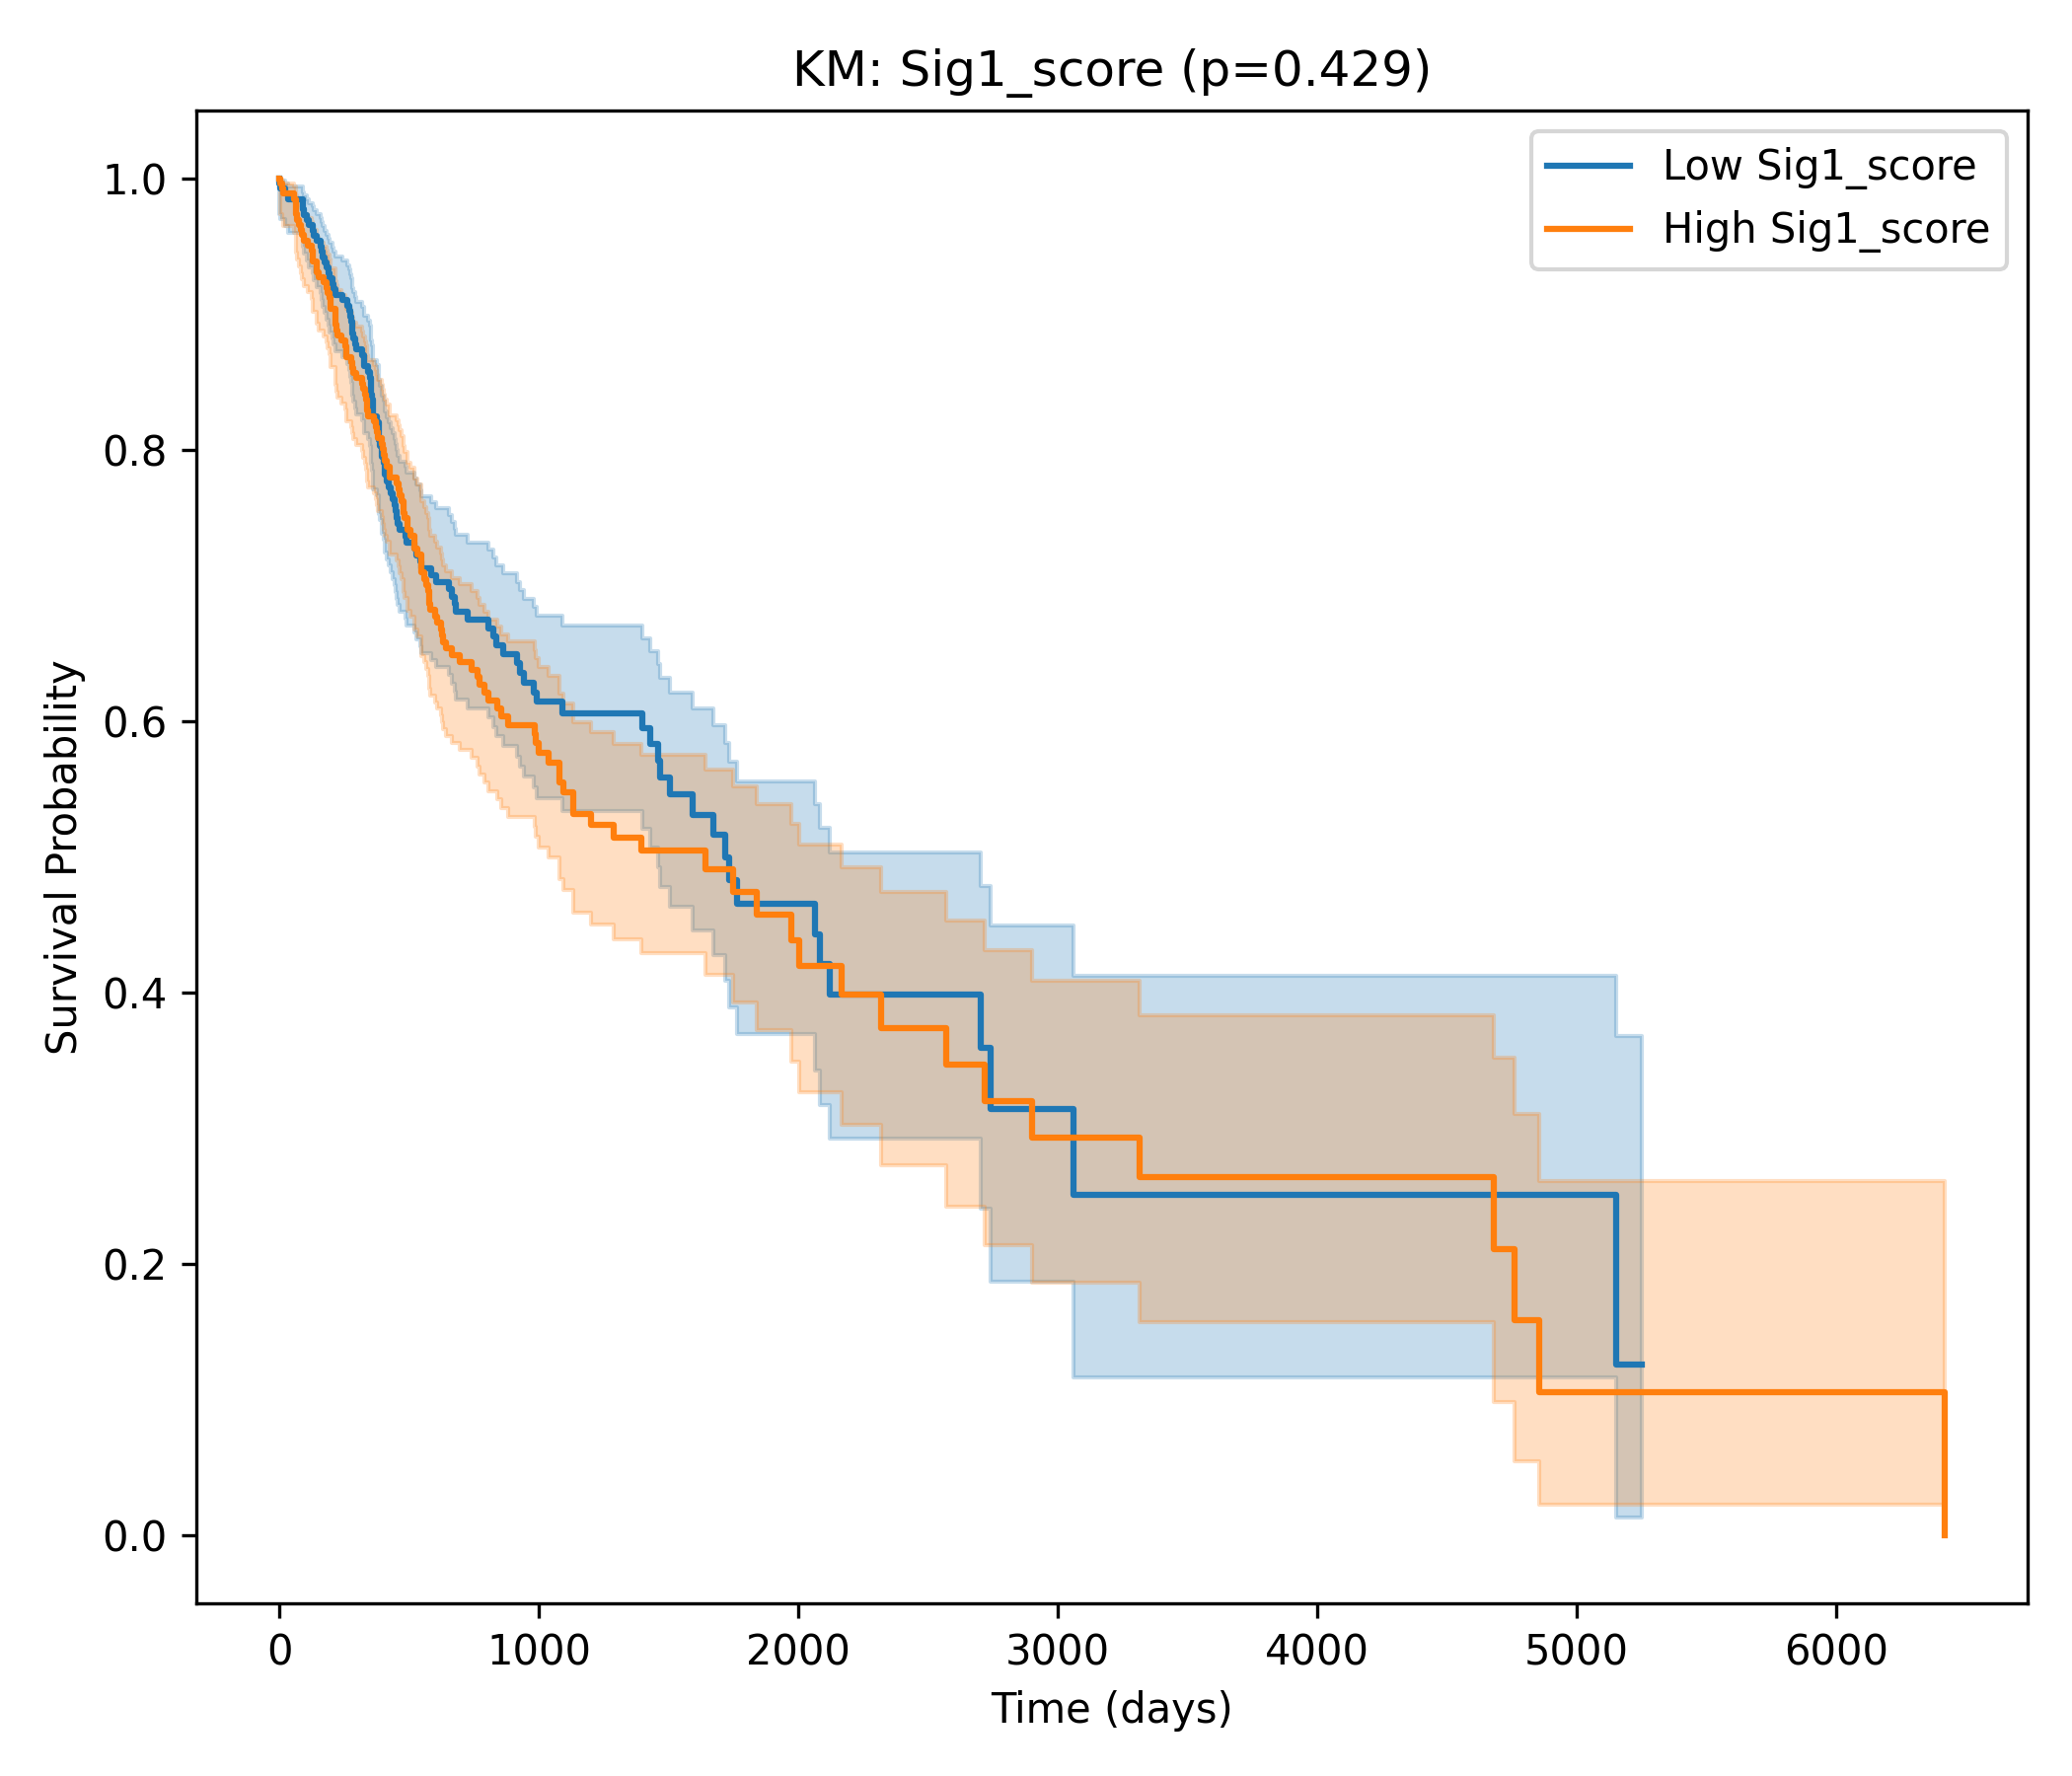 KM: Sig1_score (p=0.429)
Low Sig1_score
High Sig1_score
1.0
0.8
0.6
0.4
0.2
0.0
Survival Probability
0 1000 2000 3000 4000 5000 6000
Time (days)